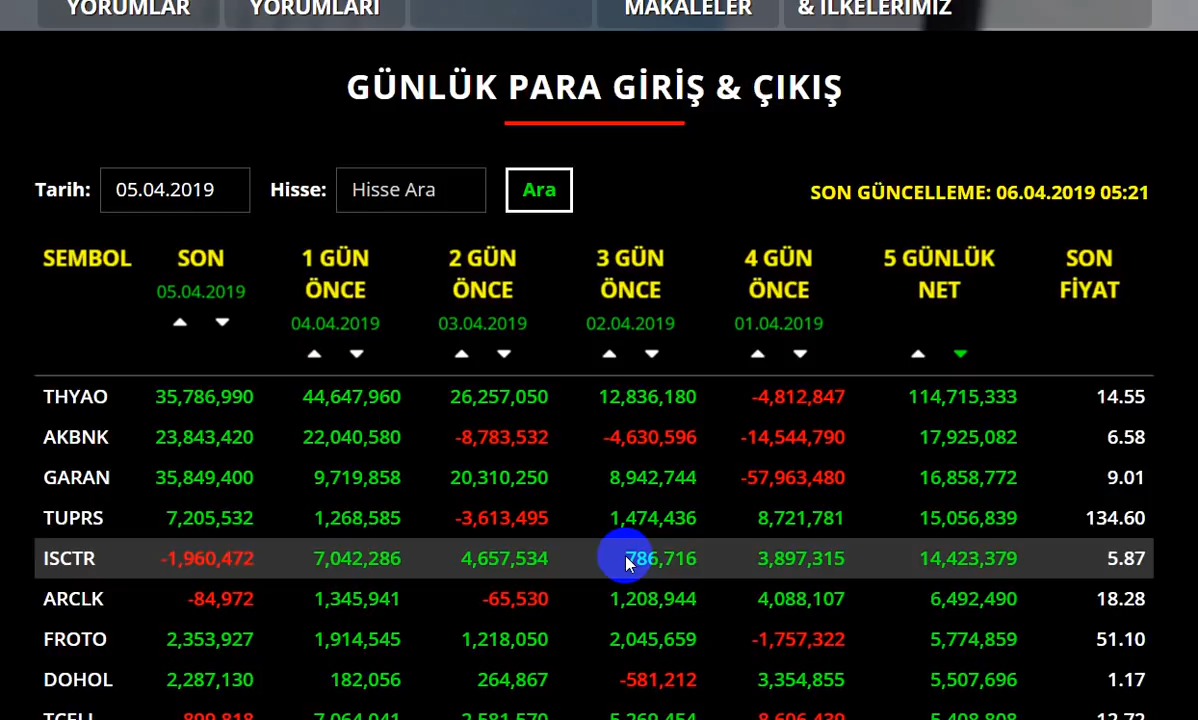 YORUMLAR YORUMLARI MAKALELER & İLKELERİMİZ
GÜNLÜK PARA GİRİŞ & ÇIKIŞ
Tarih: 05.04.2019 Hisse: Hisse Ara Ara SON GÜNCELLEME: 06.04.2019 05:21
SEMBOL SON 1 GÜN 2 GÜN 3 GÜN 4 GÜN 5 GÜNLÜK SON
05.04.2019 ÖNCE ÖNCE ÖNCE ÖNCE NET FİYAT
04.04.2019 03.04.2019 02.04.2019 01.04.2019
THYAO 35,786,990 44,647,960 26,257,050 12,836,180 -4,812,847 114,715,333 14.55
AKBNK 23,843,420 22,040,580 -8,783,532 -4,630,596 -14,544,790 17,925,082 6.58
GARAN 35,849,400 9,719,858 20,310,250 8,942,744 -57,963,480 16,858,772 9.01
TUPRS 7,205,532 1,268,585 -3,613,495 1,474,436 8,721,781 15,056,839 134.60
ISCTR -1,960,472 7,042,286 4,657,534 786,716 3,897,315 14,423,379 5.87
ARCLK -84,972 1,345,941 -65,530 1,208,944 4,088,107 6,492,490 18.28
FROTO 2,353,927 1,914,545 1,218,050 2,045,659 -1,757,322 5,774,859 51.10
DOHOL 2,287,130 182,056 264,867 -581,212 3,354,855 5,507,696 1.17
TCELL